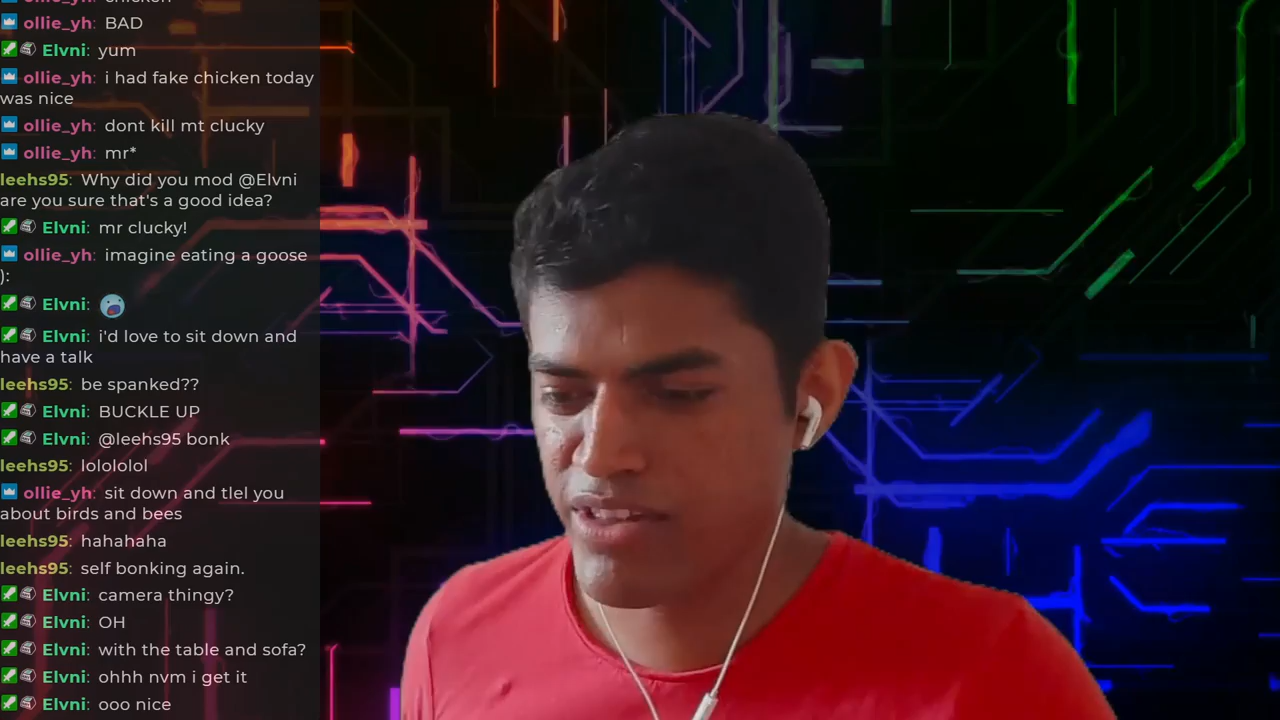 ollie_yh: BAD
Elvni: yum
ollie_yh: i had fake chicken today
was nice
ollie_yh: dont kill mt clucky
ollie_yh: mr*
leehs95: Why did you mod @Elvni
are you sure that's a good idea?
Elvni: mr clucky!
ollie_yh: imagine eating a goose
):
Elvni:
Elvni: i'd love to sit down and
have a talk
leehs95: be spanked??
Elvni: BUCKLE UP
Elvni: @leehs95 bonk
leehs95: lolololol
ollie_yh: sit down and tlel you
about birds and bees
leehs95: hahahaha
leehs95: self bonking again.
Elvni: camera thingy?
Elvni: OH
Elvni: with the table and sofa?
Elvni: ohhh nvm i get it
Elvni: ooo nice